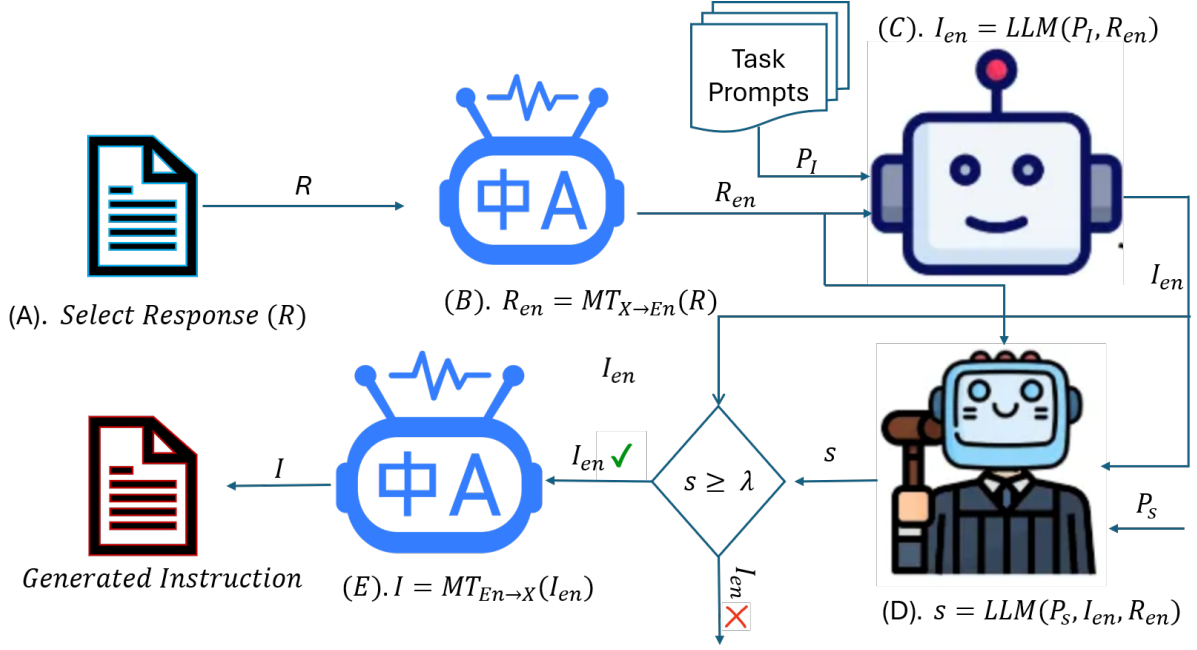 (C). I_en = LLM(P_I, R_en)
Task
Prompts
P_I
R
R_en
中A
I_en
(A). Select Response (R)
(B). R_en = MT_X→En(R)
I_en
I_en ✓
s ≥ λ
s
I
中A
P_s
I_en
Generated Instruction
(E). I = MT_En→X(I_en)
(D). s = LLM(P_s, I_en, R_en)